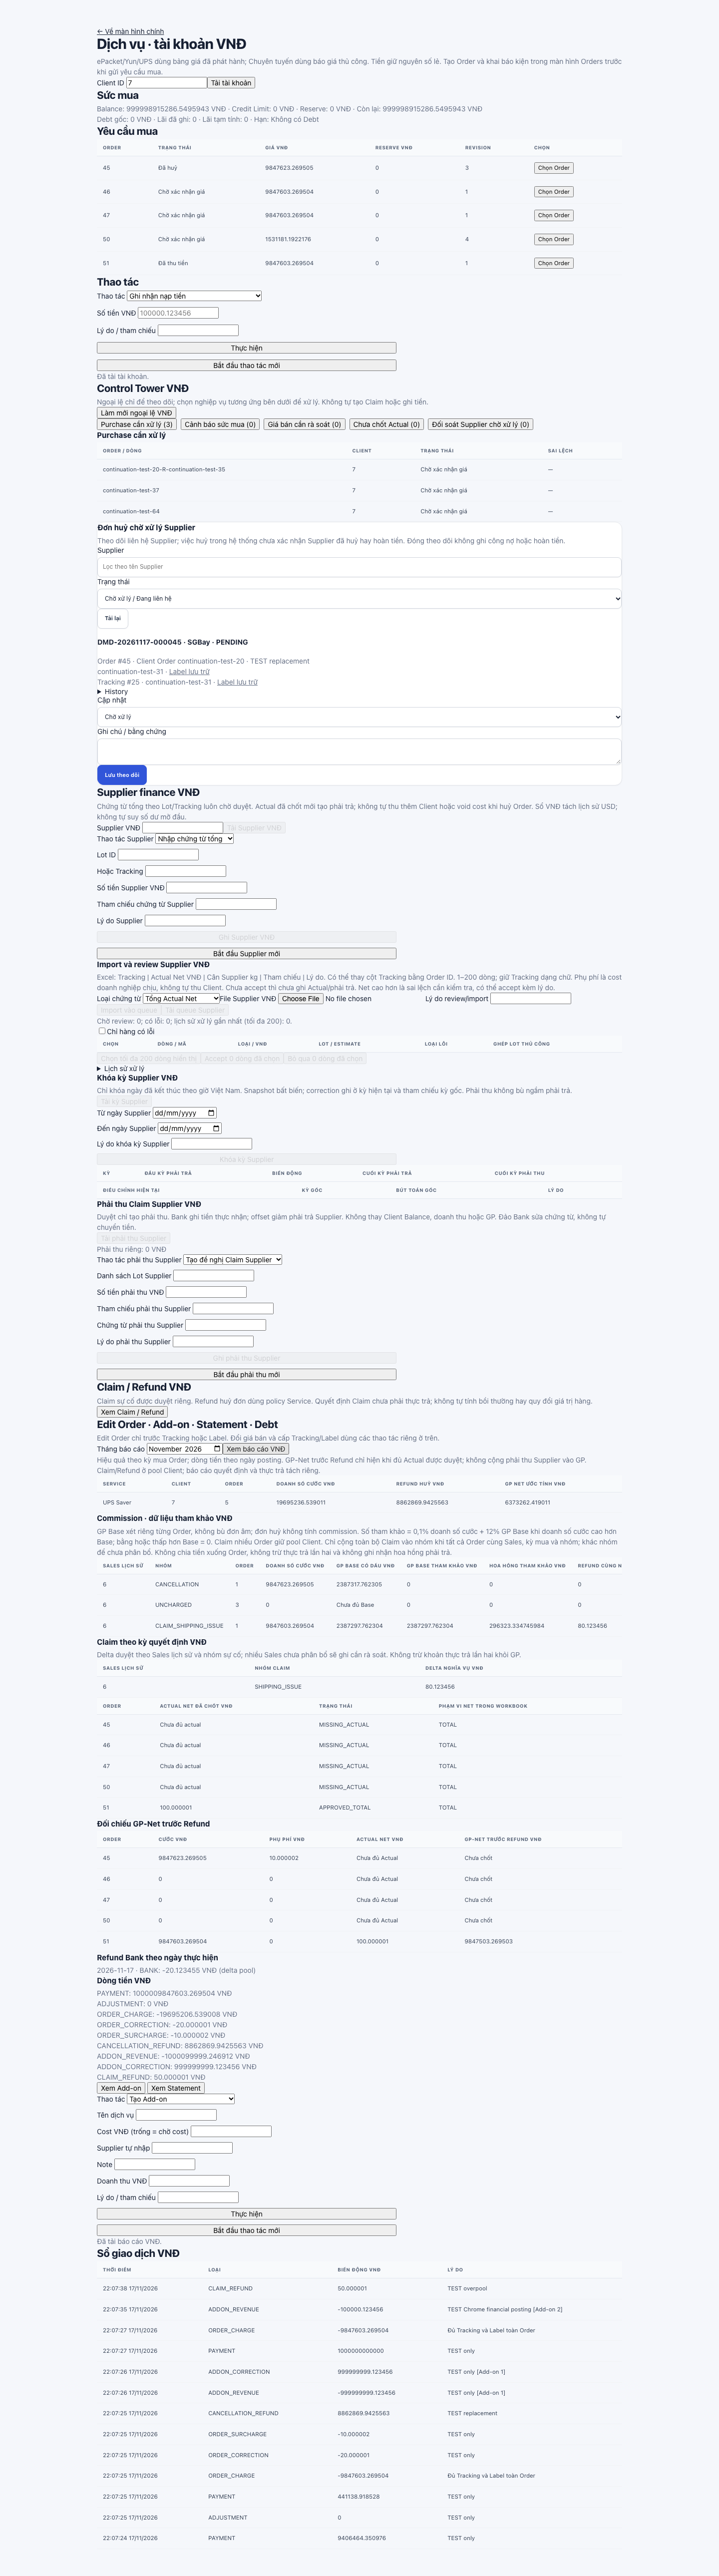 ← Về màn hình chính
Dịch vụ · tài khoản VNĐ
ePacket/Yun/UPS dùng bảng giá đã phát hành; Chuyên tuyến dùng báo giá thủ công. Tiền giữ nguyên số lẻ. Tạo Order và khai báo kiện trong màn hình Orders trước
khi gửi yêu cầu mua.
Client ID 7 Tải tài khoản
Sức mua
Balance: 999998915286.5495943 VNĐ · Credit Limit: 0 VNĐ · Reserve: 0 VNĐ · Còn lại: 999998915286.5495943 VNĐ
Debt gốc: 0 VNĐ · Lãi đã ghi: 0 · Lãi tạm tính: 0 · Hạn: Không có Debt
Yêu cầu mua
ORDER TRẠNG THÁI GIÁ VNĐ RESERVE VNĐ REVISION CHỌN
45 Đã huỷ 9847623.269505 0 3 Chọn Order
46 Chờ xác nhận giá 9847603.269504 0 1 Chọn Order
47 Chờ xác nhận giá 9847603.269504 0 1 Chọn Order
50 Chờ xác nhận giá 1531181.1922176 0 4 Chọn Order
51 Đã thu tiền 9847603.269504 0 1 Chọn Order
Thao tác
Thao tác Ghi nhận nạp tiền
Số tiền VNĐ 100000.123456
Lý do / tham chiếu
Thực hiện
Bắt đầu thao tác mới
Đã tải tài khoản.
Control Tower VNĐ
Ngoại lệ chỉ để theo dõi; chọn nghiệp vụ tương ứng bên dưới để xử lý. Không tự tạo Claim hoặc ghi tiền.
Làm mới ngoại lệ VNĐ
Purchase cần xử lý (3) Cảnh báo sức mua (0) Giá bán cần rà soát (0) Chưa chốt Actual (0) Đối soát Supplier chờ xử lý (0)
Purchase cần xử lý
ORDER / DÒNG CLIENT TRẠNG THÁI SAI LỆCH
continuation-test-20-R-continuation-test-35 7 Chờ xác nhận giá —
continuation-test-37 7 Chờ xác nhận giá —
continuation-test-64 7 Chờ xác nhận giá —
Đơn huỷ chờ xử lý Supplier
Theo dõi liên hệ Supplier; việc huỷ trong hệ thống chưa xác nhận Supplier đã huỷ hay hoàn tiền. Đóng theo dõi không ghi công nợ hoặc hoàn tiền.
Supplier
Lọc theo tên Supplier
Trạng thái
Chờ xử lý / Đang liên hệ
Tải lại
DMD-20261117-000045 · SGBay · PENDING
Order #45 · Client Order continuation-test-20 · TEST replacement
continuation-test-31 · Label lưu trữ
Tracking #25 · continuation-test-31 · Label lưu trữ
History
Cập nhật
Chờ xử lý
Ghi chú / bằng chứng
Lưu theo dõi
Supplier finance VNĐ
Chứng từ tổng theo Lot/Tracking luôn chờ duyệt. Actual đã chốt mới tạo phải trả; không tự thu thêm Client hoặc void cost khi huỷ Order. Số VNĐ tách lịch sử USD;
không tự suy số dư mở đầu.
Supplier VNĐ Tải Supplier VNĐ
Thao tác Supplier Nhập chứng từ tổng
Lot ID
Hoặc Tracking
Số tiền Supplier VNĐ
Tham chiếu chứng từ Supplier
Lý do Supplier
Ghi Supplier VNĐ
Bắt đầu Supplier mới
Import và review Supplier VNĐ
Excel: Tracking | Actual Net VNĐ | Cân Supplier kg | Tham chiếu | Lý do. Có thể thay cột Tracking bằng Order ID. 1–200 dòng; giữ Tracking dạng chữ. Phụ phí là cost
doanh nghiệp chịu, không tự thu Client. Chưa accept thì chưa ghi Actual/phải trả. Net cao hơn là sai lệch cần kiểm tra, có thể accept kèm lý do.
Loại chứng từ Tổng Actual Net File Supplier VNĐ Choose File No file chosen Lý do review/import
Import vào queue Tải queue Supplier
Chờ review: 0; có lỗi: 0; lịch sử xử lý gần nhất (tối đa 200): 0.
Chỉ hàng có lỗi
CHỌN DÒNG / MÃ LOẠI / VNĐ LOT / ESTIMATE LOẠI LỖI GHÉP LOT THỦ CÔNG
Chọn tối đa 200 dòng hiển thị Accept 0 dòng đã chọn Bỏ qua 0 dòng đã chọn
Lịch sử xử lý
Khóa kỳ Supplier VNĐ
Chỉ khóa ngày đã kết thúc theo giờ Việt Nam. Snapshot bất biến; correction ghi ở kỳ hiện tại và tham chiếu kỳ gốc. Phải thu không bù ngầm phải trả.
Tải kỳ Supplier
Từ ngày Supplier dd/mm/yyyy
Đến ngày Supplier dd/mm/yyyy
Lý do khóa kỳ Supplier
Khóa kỳ Supplier
KỲ ĐẦU KỲ PHẢI TRẢ BIẾN ĐỘNG CUỐI KỲ PHẢI TRẢ CUỐI KỲ PHẢI THU
ĐIỀU CHỈNH HIỆN TẠI KỲ GỐC BÚT TOÁN GỐC LÝ DO
Phải thu Claim Supplier VNĐ
Duyệt chỉ tạo phải thu. Bank ghi tiền thực nhận; offset giảm phải trả Supplier. Không thay Client Balance, doanh thu hoặc GP. Đảo Bank sửa chứng từ, không tự
chuyển tiền.
Tải phải thu Supplier
Phải thu riêng: 0 VNĐ
Thao tác phải thu Supplier Tạo đề nghị Claim Supplier
Danh sách Lot Supplier
Số tiền phải thu VNĐ
Tham chiếu phải thu Supplier
Chứng từ phải thu Supplier
Lý do phải thu Supplier
Ghi phải thu Supplier
Bắt đầu phải thu mới
Claim / Refund VNĐ
Claim sự cố được duyệt riêng. Refund huỷ đơn dùng policy Service. Quyết định Claim chưa phải thực trả; không tự tính bồi thường hay quy đổi giá trị hàng.
Xem Claim / Refund
Edit Order · Add-on · Statement · Debt
Edit Order chỉ trước Tracking hoặc Label. Đổi giá bán và cấp Tracking/Label dùng các thao tác riêng ở trên.
Tháng báo cáo November 2026 Xem báo cáo VNĐ
Hiệu quả theo kỳ mua Order; dòng tiền theo ngày posting. GP-Net trước Refund chỉ hiện khi đủ Actual được duyệt; không cộng phải thu Supplier vào GP.
Claim/Refund ở pool Client; báo cáo quyết định và thực trả tách riêng.
SERVICE CLIENT ORDER DOANH SỐ CƯỚC VNĐ REFUND HUỶ VNĐ GP NET ƯỚC TÍNH VNĐ
UPS Saver 7 5 19695236.539011 8862869.9425563 6373262.419011
Commission · dữ liệu tham khảo VNĐ
GP Base xét riêng từng Order, không bù đơn âm; đơn huỷ không tính commission. Số tham khảo = 0,1% doanh số cước + 12% GP Base khi doanh số cước cao hơn
Base; bằng hoặc thấp hơn Base = 0. Claim nhiều Order giữ pool Client. Chỉ cộng toàn bộ Claim vào nhóm khi tất cả Order cùng Sales, kỳ mua và nhóm; khác nhóm
để chưa phân bổ. Không chia tiền xuống Order, không trừ thực trả lần hai và không ghi nhận hoa hồng phải trả.
SALES LỊCH SỬ NHÓM ORDER DOANH SỐ CƯỚC VNĐ GP BASE CÓ DẤU VNĐ GP BASE THAM KHẢO VNĐ HOA HỒNG THAM KHẢO VNĐ REFUND CÙNG N
6 CANCELLATION 1 9847623.269505 2387317.762305 0 0 0
6 UNCHARGED 3 0 Chưa đủ Base 0 0 0
6 CLAIM_SHIPPING_ISSUE 1 9847603.269504 2387297.762304 2387297.762304 296323.334745984 80.123456
Claim theo kỳ quyết định VNĐ
Delta duyệt theo Sales lịch sử và nhóm sự cố; nhiều Sales chưa phân bổ sẽ ghi cần rà soát. Không trừ khoản thực trả lần hai khỏi GP.
SALES LỊCH SỬ NHÓM CLAIM DELTA NGHĨA VỤ VNĐ
6 SHIPPING_ISSUE 80.123456
ORDER ACTUAL NET ĐÃ CHỐT VNĐ TRẠNG THÁI PHẠM VI NET TRONG WORKBOOK
45 Chưa đủ actual MISSING_ACTUAL TOTAL
46 Chưa đủ actual MISSING_ACTUAL TOTAL
47 Chưa đủ actual MISSING_ACTUAL TOTAL
50 Chưa đủ actual MISSING_ACTUAL TOTAL
51 100.000001 APPROVED_TOTAL TOTAL
Đối chiếu GP-Net trước Refund
ORDER CƯỚC VNĐ PHỤ PHÍ VNĐ ACTUAL NET VNĐ GP-NET TRƯỚC REFUND VNĐ
45 9847623.269505 10.000002 Chưa đủ Actual Chưa chốt
46 0 0 Chưa đủ Actual Chưa chốt
47 0 0 Chưa đủ Actual Chưa chốt
50 0 0 Chưa đủ Actual Chưa chốt
51 9847603.269504 0 100.000001 9847503.269503
Refund Bank theo ngày thực hiện
2026-11-17 · BANK: -20.123455 VNĐ (delta pool)
Dòng tiền VNĐ
PAYMENT: 1000009847603.269504 VNĐ
ADJUSTMENT: 0 VNĐ
ORDER_CHARGE: -19695206.539008 VNĐ
ORDER_CORRECTION: -20.000001 VNĐ
ORDER_SURCHARGE: -10.000002 VNĐ
CANCELLATION_REFUND: 8862869.9425563 VNĐ
ADDON_REVENUE: -1000099999.246912 VNĐ
ADDON_CORRECTION: 999999999.123456 VNĐ
CLAIM_REFUND: 50.000001 VNĐ
Xem Add-on Xem Statement
Thao tác Tạo Add-on
Tên dịch vụ
Cost VNĐ (trống = chờ cost)
Supplier tự nhập
Note
Doanh thu VNĐ
Lý do / tham chiếu
Thực hiện
Bắt đầu thao tác mới
Đã tải báo cáo VNĐ.
Sổ giao dịch VNĐ
THỜI ĐIỂM LOẠI BIẾN ĐỘNG VNĐ LÝ DO
22:07:38 17/11/2026 CLAIM_REFUND 50.000001 TEST overpool
22:07:35 17/11/2026 ADDON_REVENUE -100000.123456 TEST Chrome financial posting [Add-on 2]
22:07:27 17/11/2026 ORDER_CHARGE -9847603.269504 Đủ Tracking và Label toàn Order
22:07:27 17/11/2026 PAYMENT 1000000000000 TEST only
22:07:26 17/11/2026 ADDON_CORRECTION 999999999.123456 TEST only [Add-on 1]
22:07:26 17/11/2026 ADDON_REVENUE -999999999.123456 TEST only [Add-on 1]
22:07:25 17/11/2026 CANCELLATION_REFUND 8862869.9425563 TEST replacement
22:07:25 17/11/2026 ORDER_SURCHARGE -10.000002 TEST only
22:07:25 17/11/2026 ORDER_CORRECTION -20.000001 TEST only
22:07:25 17/11/2026 ORDER_CHARGE -9847603.269504 Đủ Tracking và Label toàn Order
22:07:25 17/11/2026 PAYMENT 441138.918528 TEST only
22:07:25 17/11/2026 ADJUSTMENT 0 TEST only
22:07:24 17/11/2026 PAYMENT 9406464.350976 TEST only